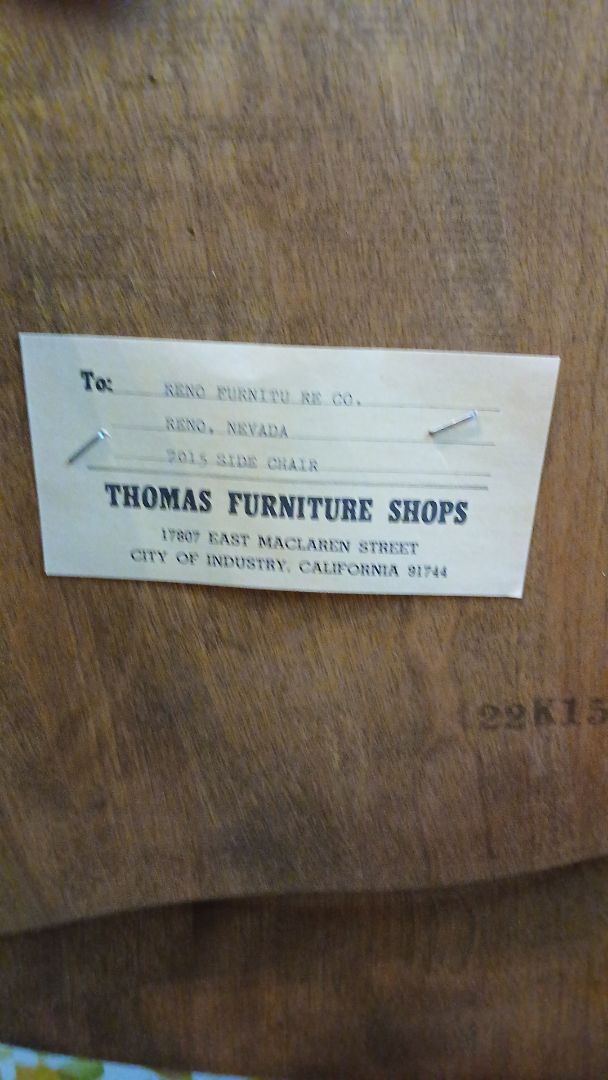 To: RENO FURNITU RE CO.
RENO, NEVADA
SIDE CHAIR
THOMAS FURNITURE SHOPS
17807 EAST MACLAREN STREET
CITY OF INDUSTRY, CALIFORNIA 91744
22K15